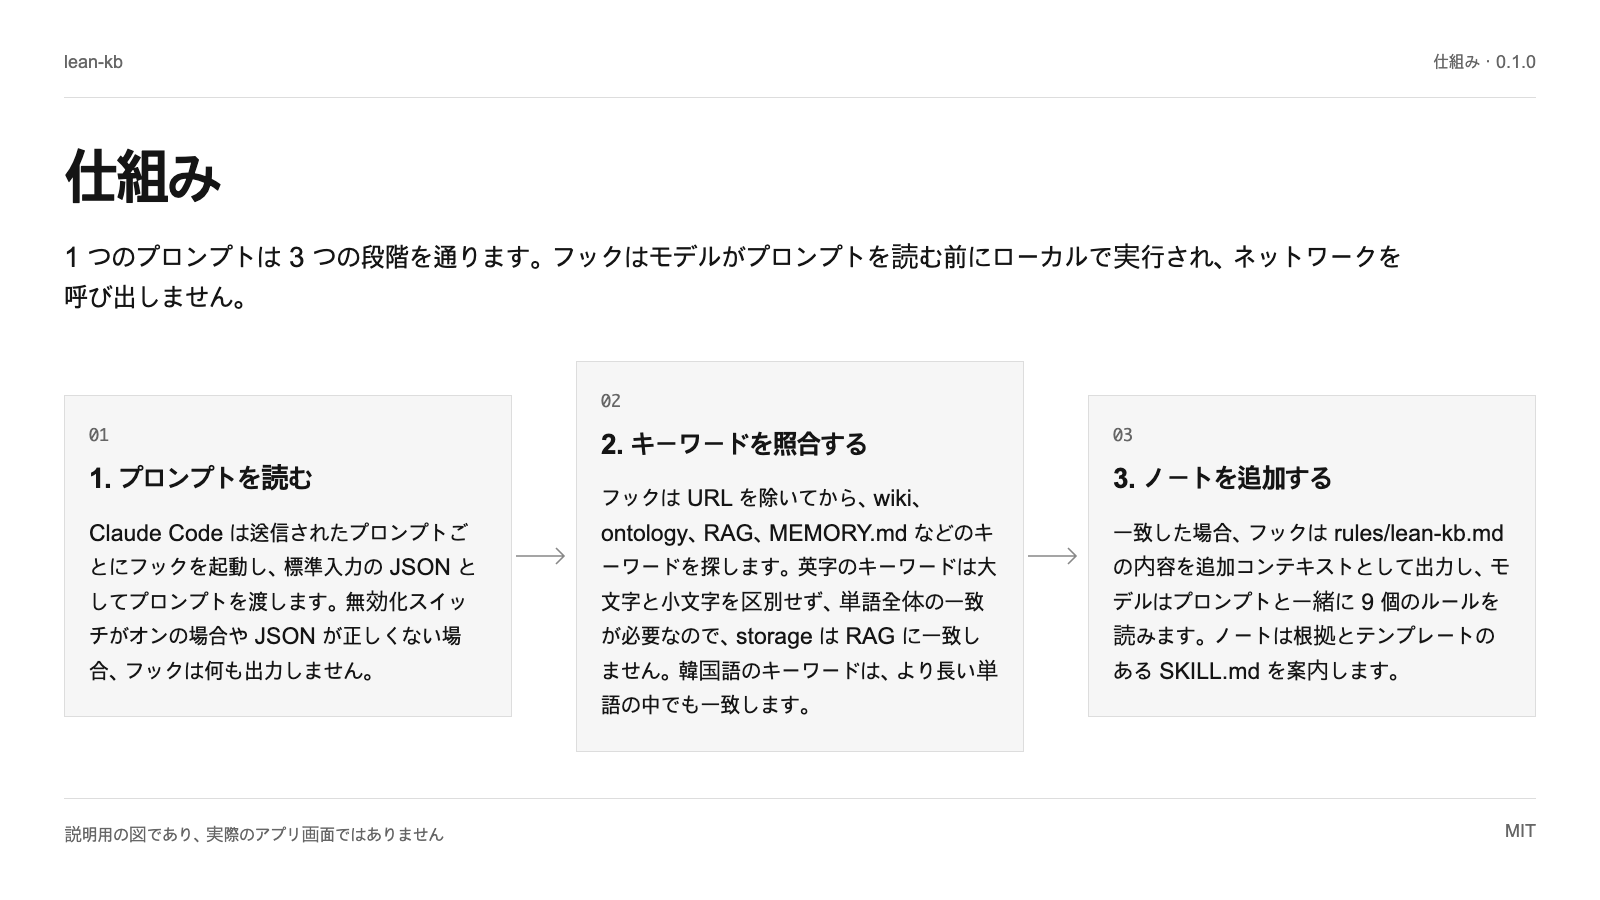 lean-kb
仕組み · 0.1.0
仕組み
1 つのプロンプトは 3 つの段階を通ります。フックはモデルがプロンプトを読む前にローカルで実行され、ネットワークを
呼び出しません。
01
1. プロンプトを読む
Claude Code は送信されたプロンプトご
とにフックを起動し、標準入力の JSON と
してプロンプトを渡します。無効化スイッ
チがオンの場合や JSON が正しくない場
合、フックは何も出力しません。
02
2. キーワードを照合する
フックは URL を除いてから、wiki、
ontology、RAG、MEMORY.md などのキ
ーワードを探します。英字のキーワードは大
文字と小文字を区別せず、単語全体の一致
が必要なので、storage は RAG に一致し
ません。韓国語のキーワードは、より長い単
語の中でも一致します。
03
3. ノートを追加する
一致した場合、フックは rules/lean-kb.md
の内容を追加コンテキストとして出力し、モ
デルはプロンプトと一緒に 9 個のルールを
読みます。ノートは根拠とテンプレートの
ある SKILL.md を案内します。
説明用の図であり、実際のアプリ画面ではありません
MIT